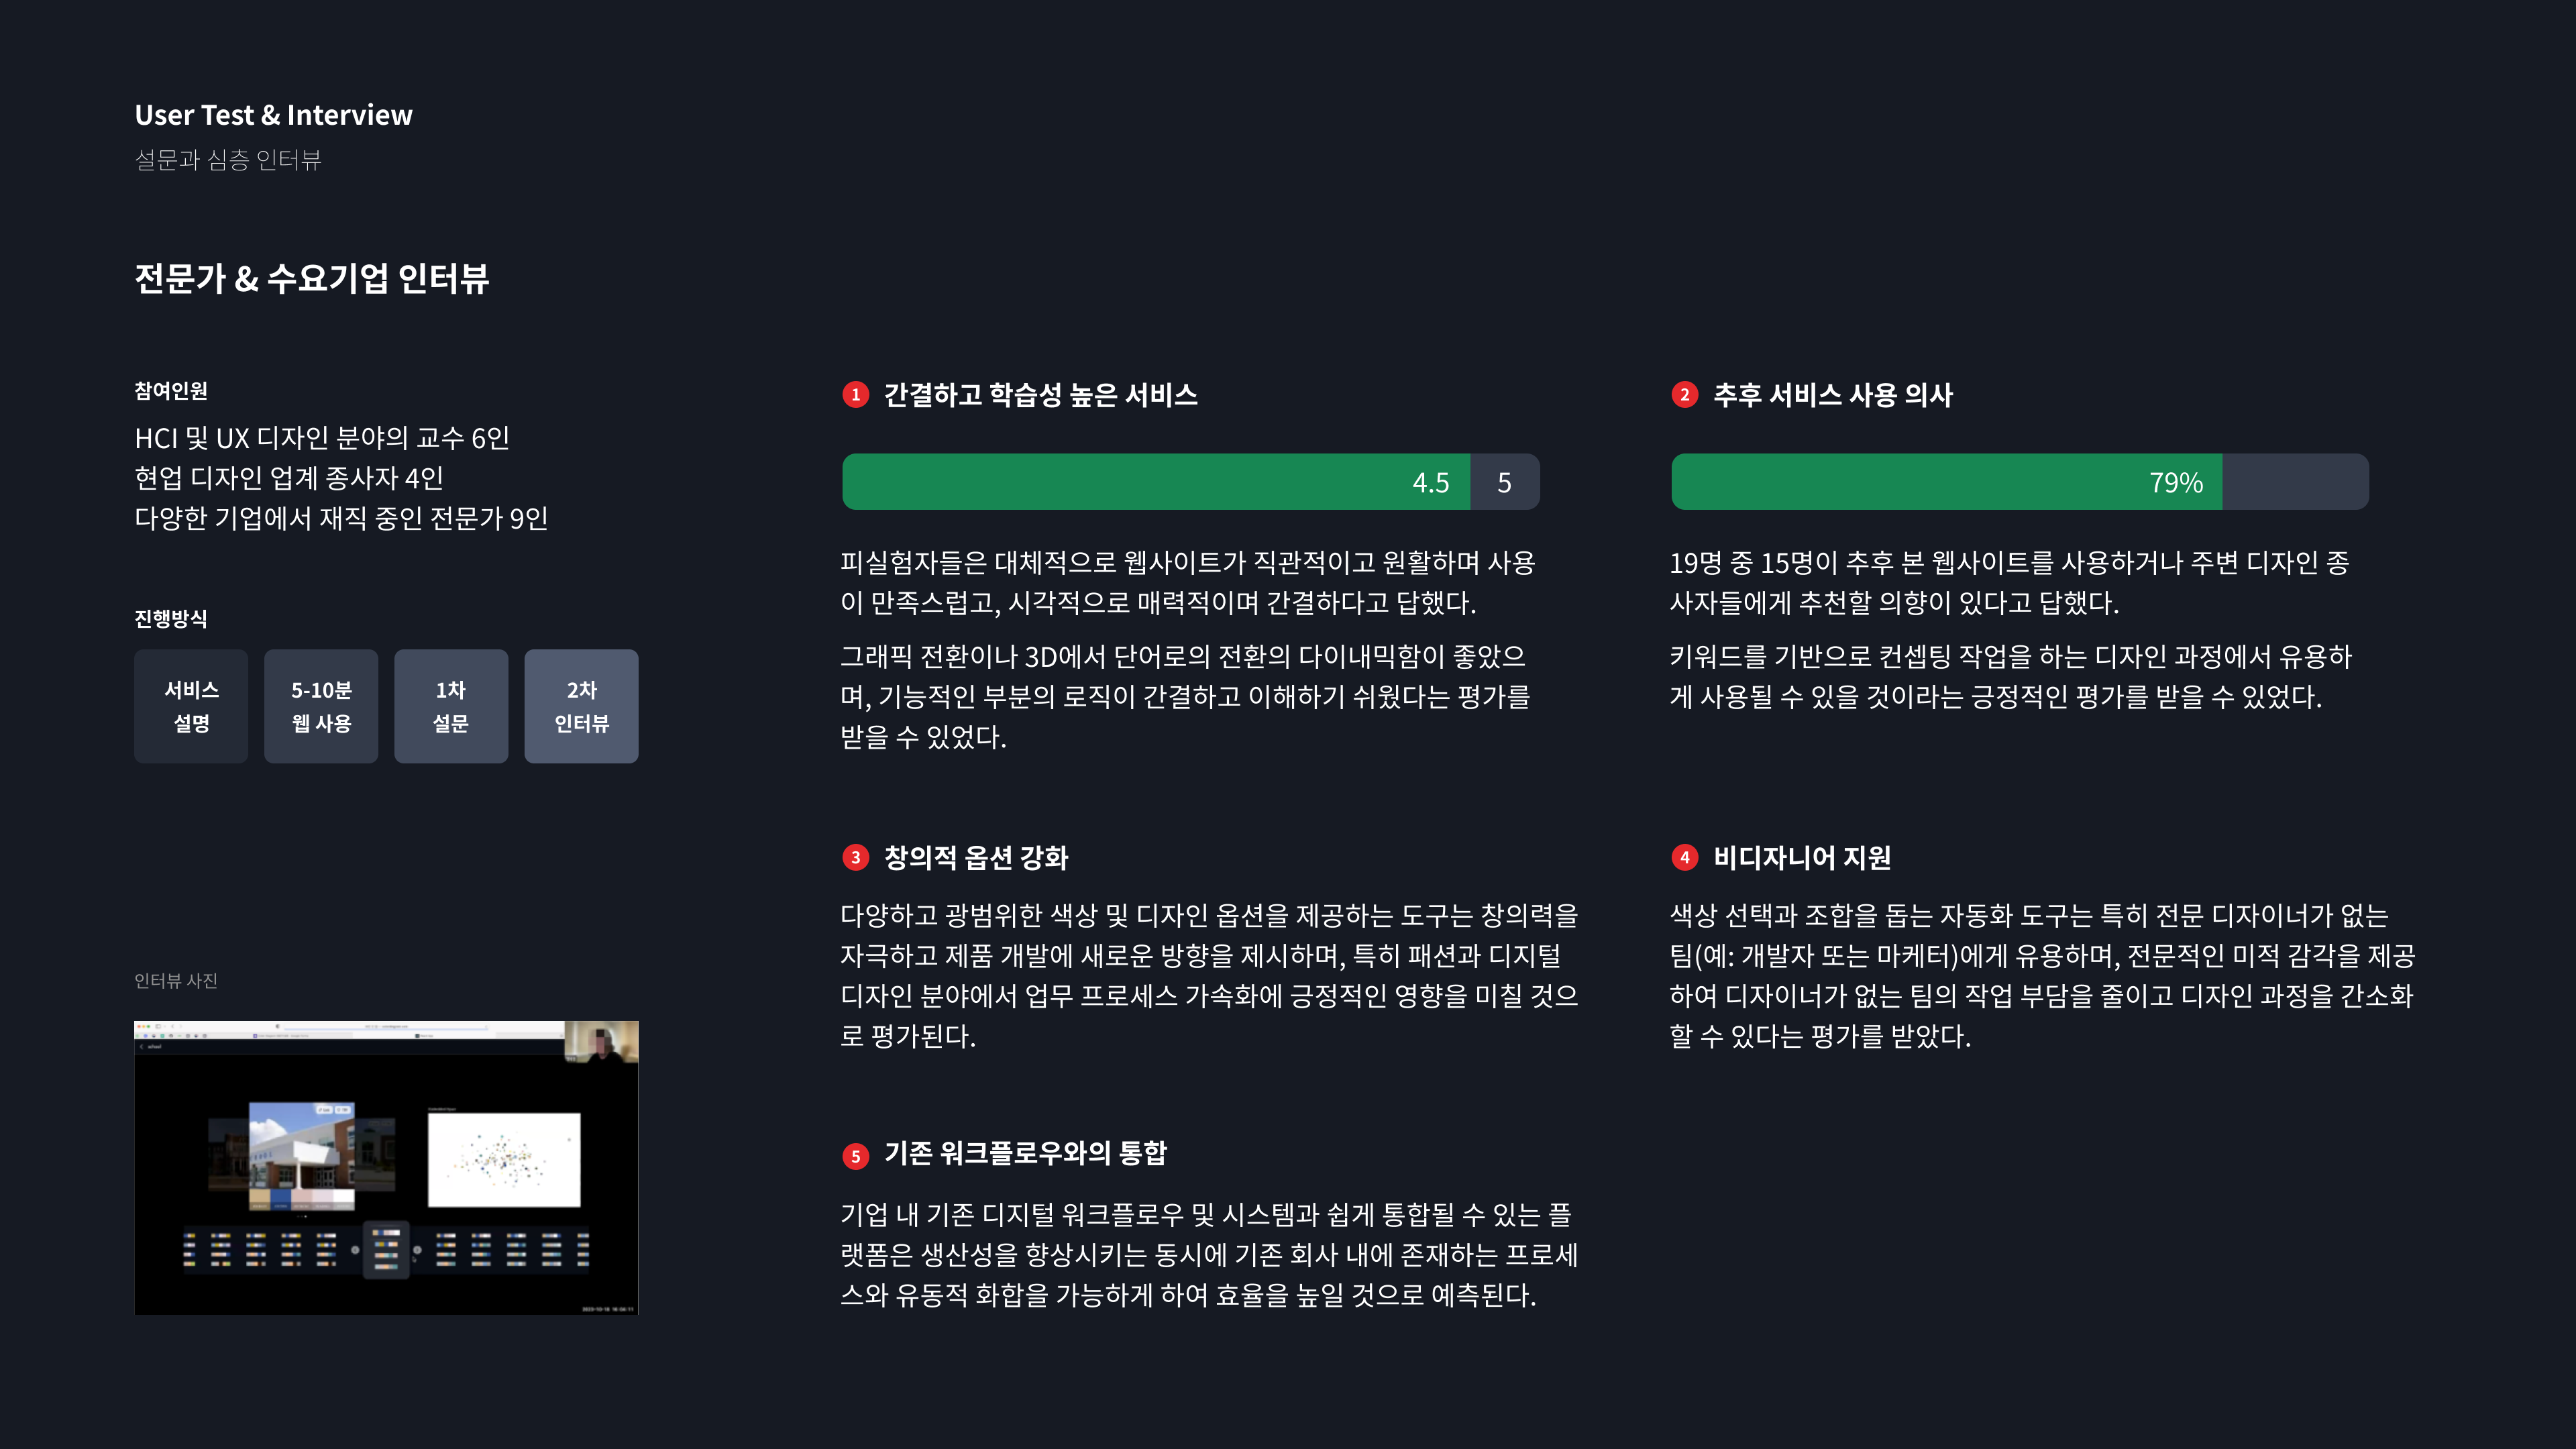 User Test & Interview
설문과 심층 인터뷰
전문가 & 수요기업 인터뷰
참여인원
HCI 및 UX 디자인 분야의 교수 6인
현업 디자인 업계 종사자 4인
다양한 기업에서 재직 중인 전문가 9인
진행방식
서비스
설명
5-10분
웹 사용
1차
설문
2차
인터뷰
인터뷰 사진
1 간결하고 학습성 높은 서비스
4.5 5
피실험자들은 대체적으로 웹사이트가 직관적이고 원활하며 사용
이 만족스럽고, 시각적으로 매력적이며 간결하다고 답했다.
그래픽 전환이나 3D에서 단어로의 전환의 다이내믹함이 좋았으
며, 기능적인 부분의 로직이 간결하고 이해하기 쉬웠다는 평가를
받을 수 있었다.
2 추후 서비스 사용 의사
79%
19명 중 15명이 추후 본 웹사이트를 사용하거나 주변 디자인 종
사자들에게 추천할 의향이 있다고 답했다.
키워드를 기반으로 컨셉팅 작업을 하는 디자인 과정에서 유용하
게 사용될 수 있을 것이라는 긍정적인 평가를 받을 수 있었다.
3 창의적 옵션 강화
다양하고 광범위한 색상 및 디자인 옵션을 제공하는 도구는 창의력을
자극하고 제품 개발에 새로운 방향을 제시하며, 특히 패션과 디지털
디자인 분야에서 업무 프로세스 가속화에 긍정적인 영향을 미칠 것으
로 평가된다.
4 비디자니어 지원
색상 선택과 조합을 돕는 자동화 도구는 특히 전문 디자이너가 없는
팀(예: 개발자 또는 마케터)에게 유용하며, 전문적인 미적 감각을 제공
하여 디자이너가 없는 팀의 작업 부담을 줄이고 디자인 과정을 간소화
할 수 있다는 평가를 받았다.
5 기존 워크플로우와의 통합
기업 내 기존 디지털 워크플로우 및 시스템과 쉽게 통합될 수 있는 플
랫폼은 생산성을 향상시키는 동시에 기존 회사 내에 존재하는 프로세
스와 유동적 화합을 가능하게 하여 효율을 높일 것으로 예측된다.